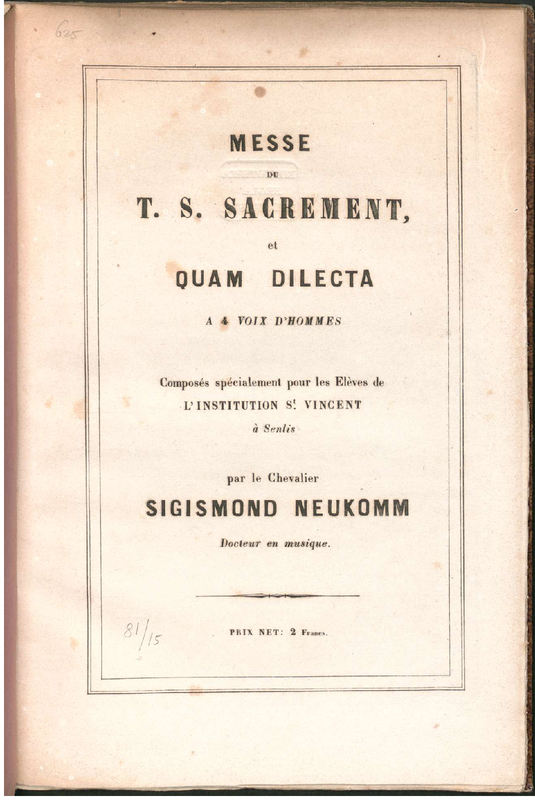 635
MESSE
DU
T. S. SACREMENT,
et
QUAM DILECTA
A 4 VOIX D'HOMMES
Composés spécialement pour les Elèves de
L'INSTITUTION St. VINCENT
à Senlis
par le Chevalier
SIGISMOND NEUKOMM
Docteur en musique.
PRIX NET: 2 Francs.
81/15